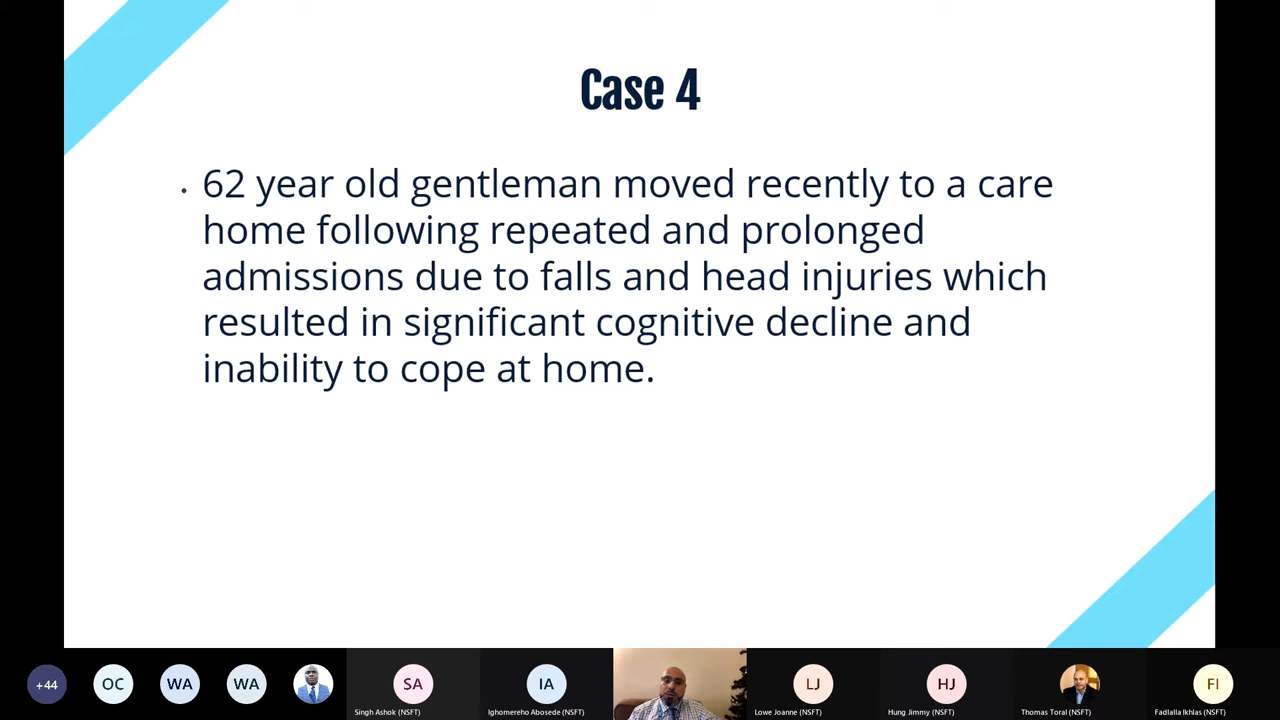 Case 4
• 62 year old gentleman moved recently to a care
home following repeated and prolonged
admissions due to falls and head injuries which
resulted in significant cognitive decline and
inability to cope at home.
+44
OC
WA
WA
SA
IA
LJ
HJ
FI
Singh Ashok (NSFT)
Ighomereho Abosede (NSFT)
Lowe Joanne (NSFT)
Hung Jimmy (NSFT)
Thomas Toral (NSFT)
Fadlalla Ikhlas (NSFT)